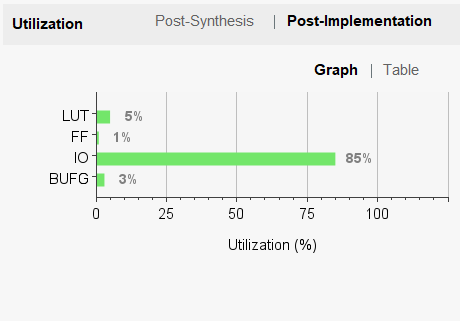 Utilization Post-Synthesis | Post-Implementation
Graph | Table
LUT 5%
FF 1%
IO 85%
BUFG 3%
0 25 50 75 100
Utilization (%)